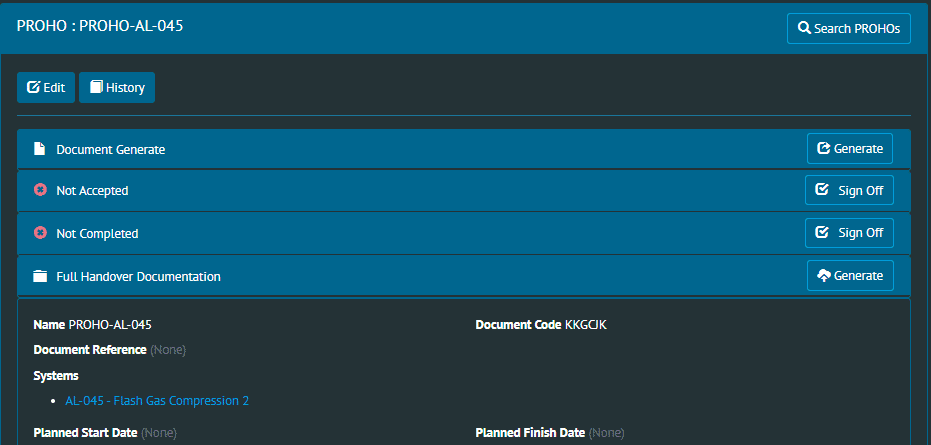 PROHO : PROHO-AL-045
Search PROHOs
Edit
History
Document Generate
Generate
Not Accepted
Sign Off
Not Completed
Sign Off
Full Handover Documentation
Generate
Name PROHO-AL-045
Document Code KKGCJK
Document Reference (None)
Systems
AL-045 - Flash Gas Compression 2
Planned Start Date (None)
Planned Finish Date (None)